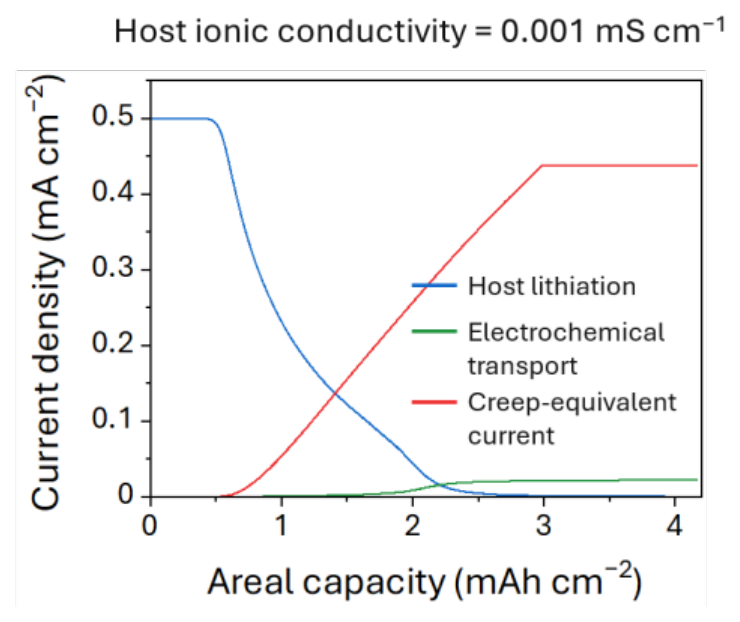 Host ionic conductivity = 0.001 mS cm⁻¹
Current density (mA cm⁻²)
0.5
0.4
0.3
0.2
0.1
0
Host lithiation
Electrochemical
transport
Creep-equivalent
current
0 1 2 3 4
Areal capacity (mAh cm⁻²)